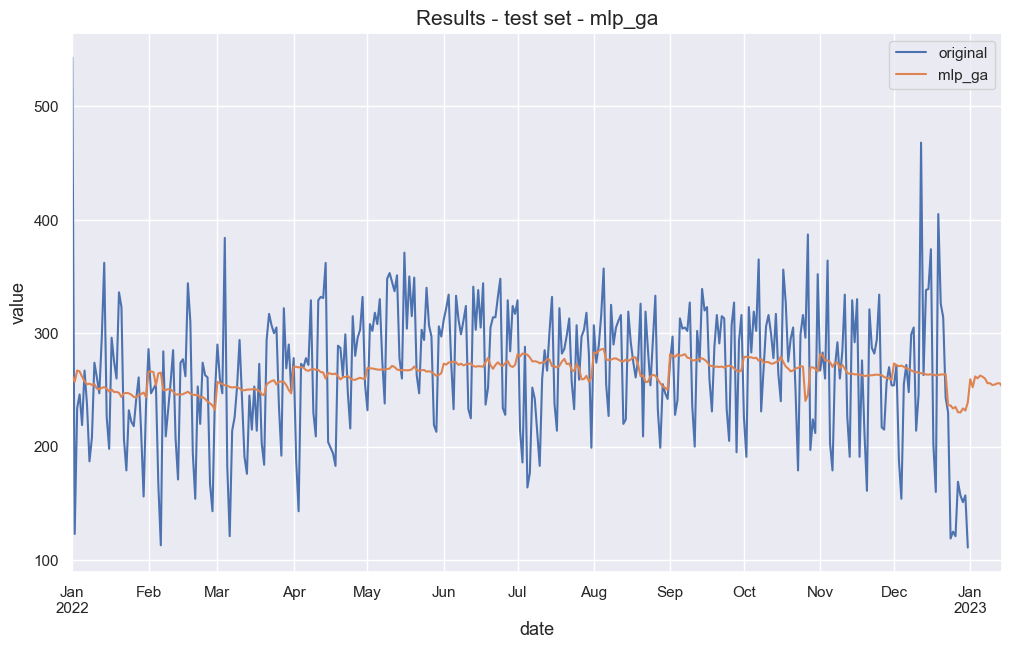 Results - test set - mlp_ga
original
mlp_ga
value
500
400
300
200
100
Jan Feb Mar Apr May Jun Jul Aug Sep Oct Nov Dec Jan
2022 2023
date